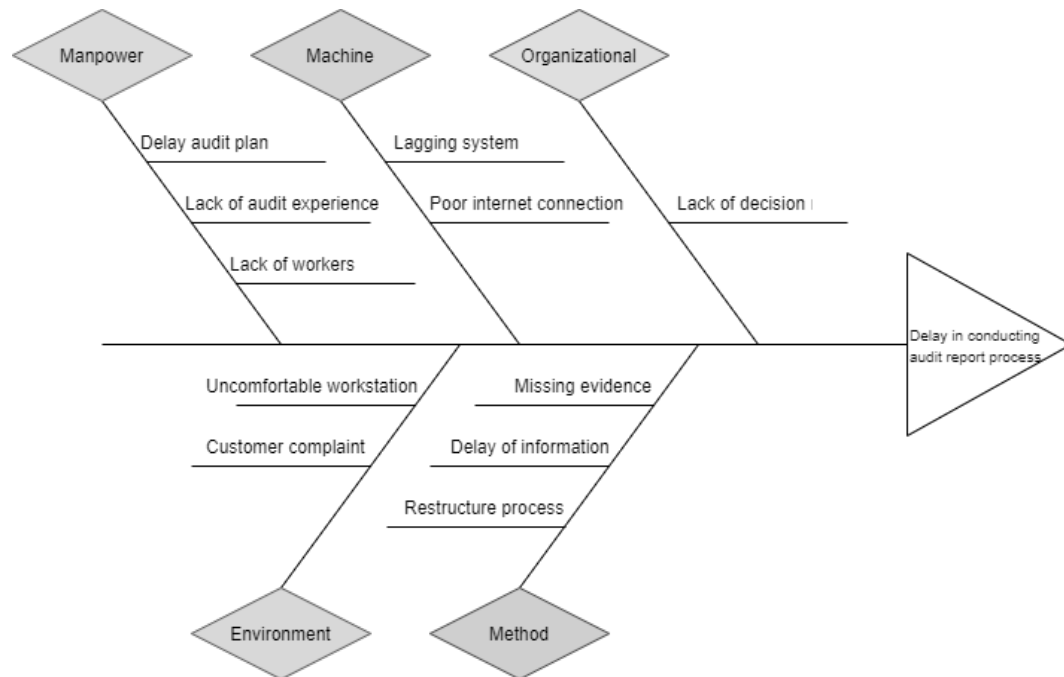 Manpower
Machine
Organizational
Delay audit plan
Lagging system
Lack of audit experience
Poor internet connection
Lack of decision
Lack of workers
Delay in conducting
audit report process
Uncomfortable workstation
Missing evidence
Customer complaint
Delay of information
Restructure process
Environment
Method